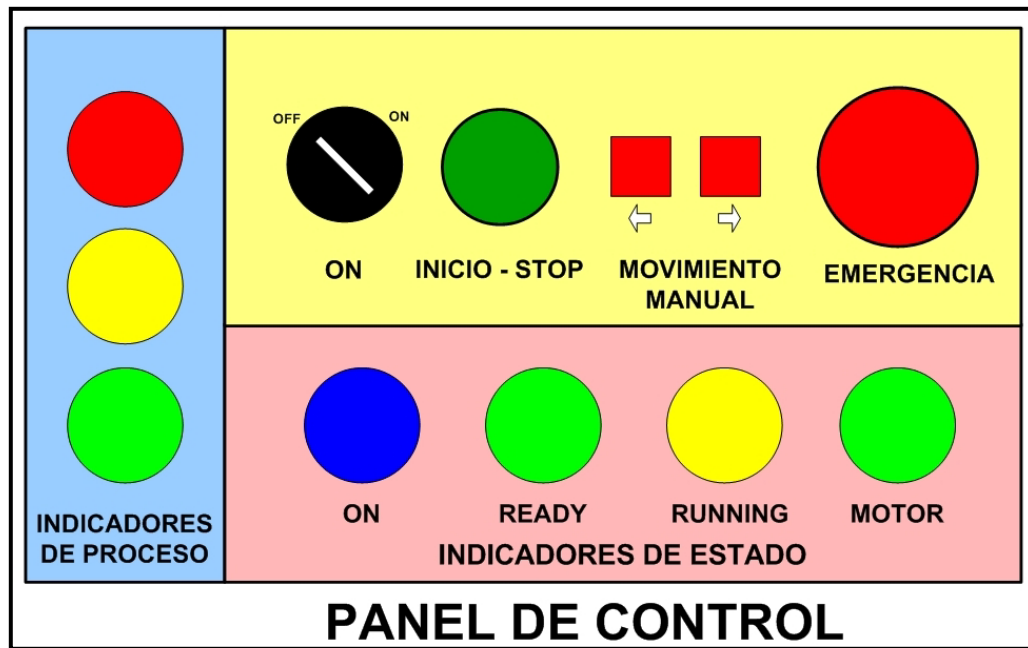 OFF
ON
ON
INICIO - STOP
MOVIMIENTO
MANUAL
EMERGENCIA
INDICADORES
DE PROCESO
ON
READY
RUNNING
MOTOR
INDICADORES DE ESTADO
PANEL DE CONTROL